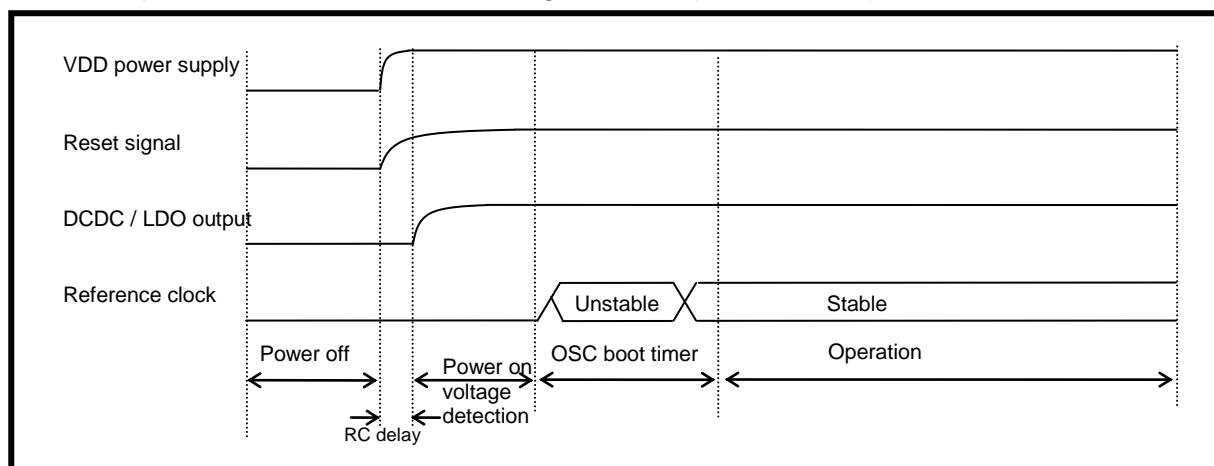 VDD power supply
Reset signal
DCDC / LDO output
Reference clock
Unstable
Stable
Power off
Power on
voltage
detection
OSC boot timer
Operation
RC delay